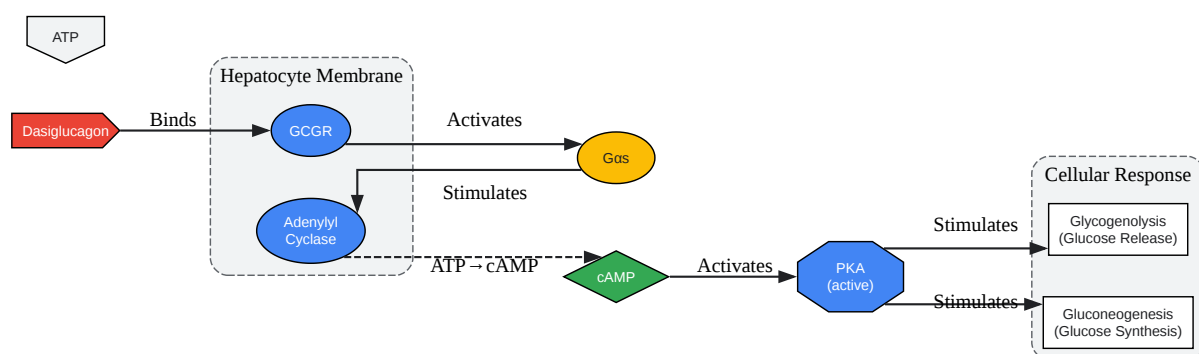 ATP
Hepatocyte Membrane
Dasiglucagon
Binds
GCGR
Activates
Gαs
Stimulates
Adenylyl
Cyclase
ATP→cAMP
cAMP
Activates
PKA
(active)
Stimulates
Stimulates
Cellular Response
Glycogenolysis
(Glucose Release)
Gluconeogenesis
(Glucose Synthesis)